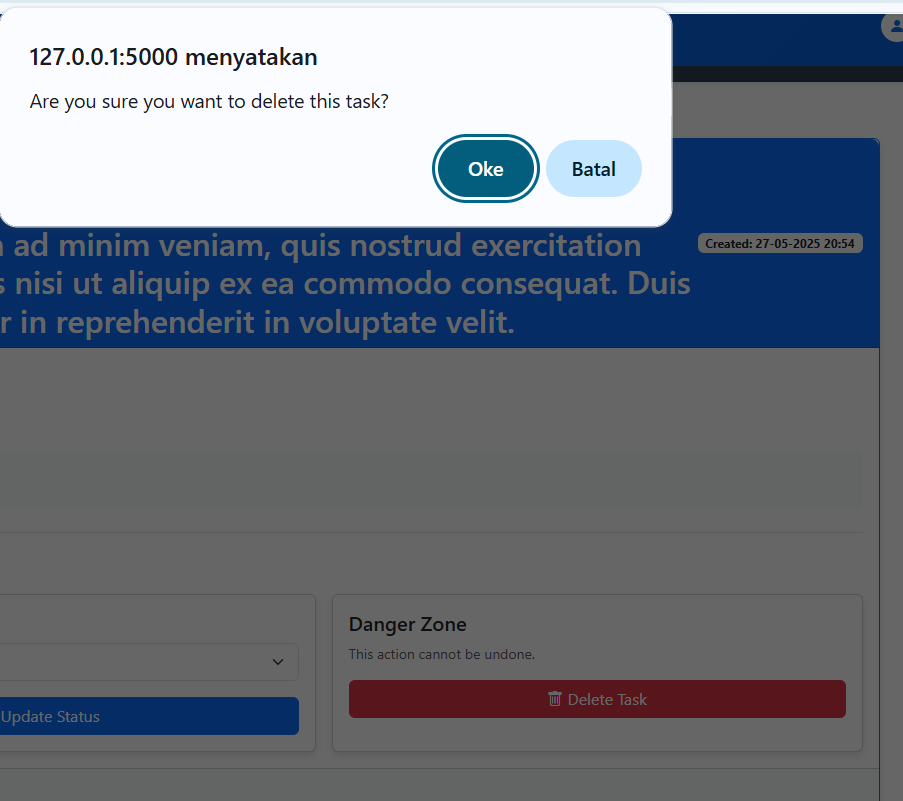 127.0.0.1:5000 menyatakan
Are you sure you want to delete this task?
Oke
Batal
ad minim veniam, quis nostrud exercitation
Created: 27-05-2025 20:54
nisi ut aliquip ex ea commodo consequat. Duis
in reprehenderit in voluptate velit.
Danger Zone
This action cannot be undone.
Update Status
Delete Task